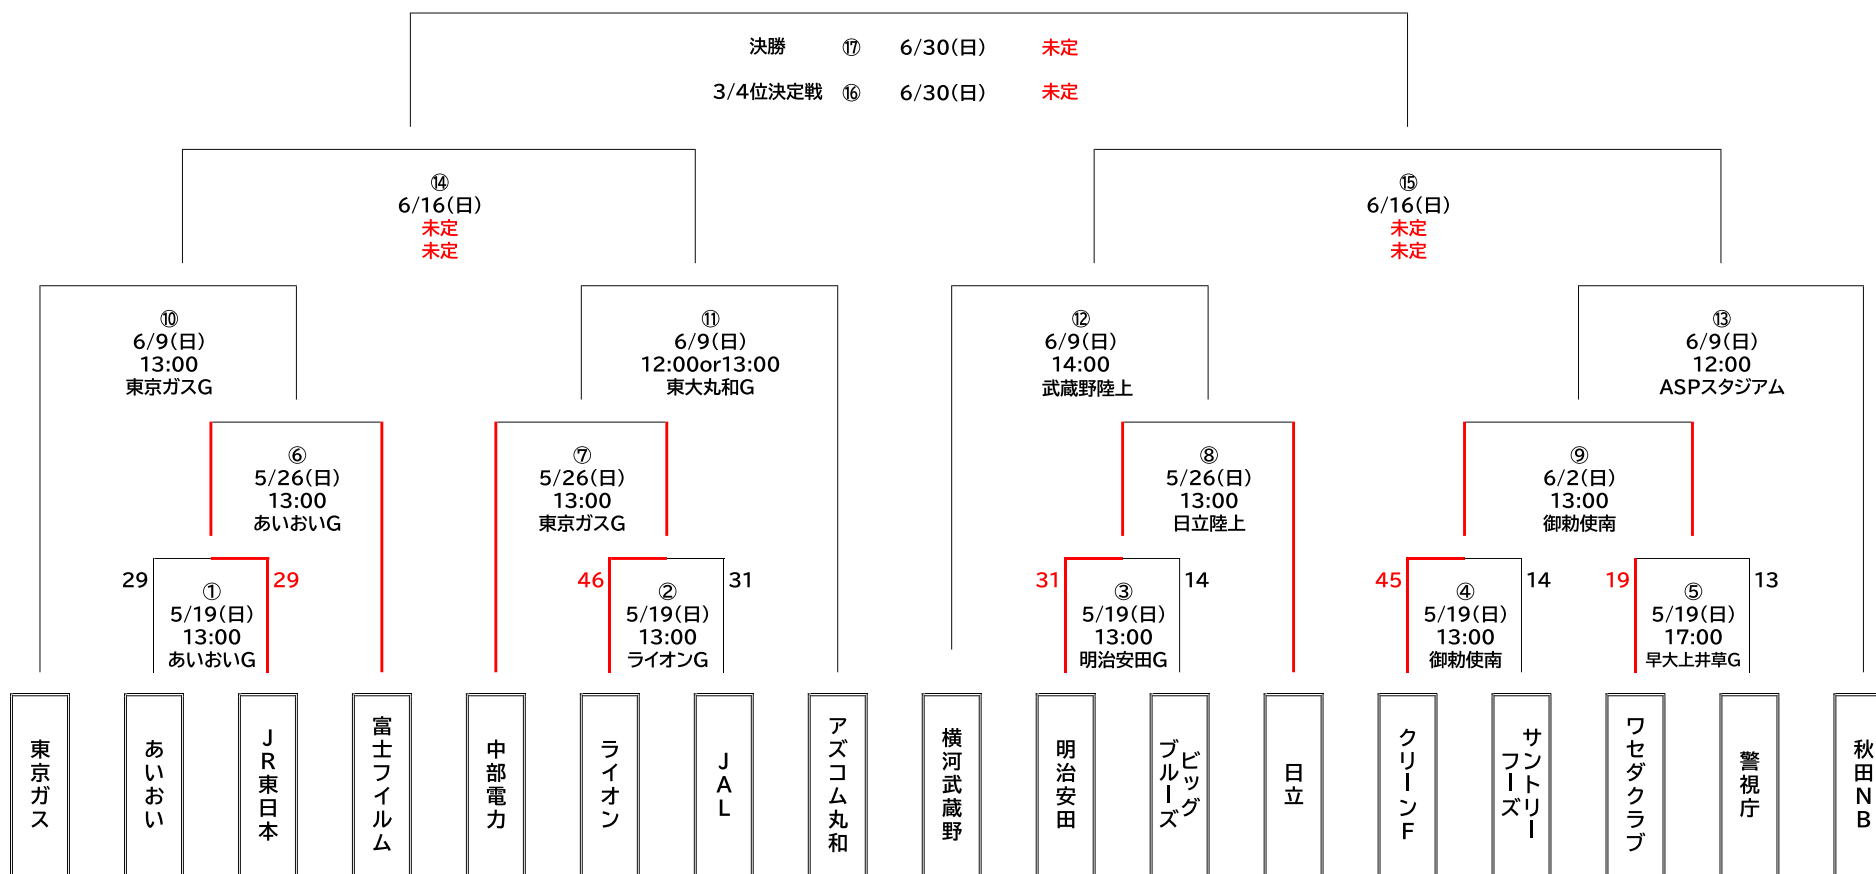 決勝 ⑰ 6/30(日) 未定
3/4位決定戦 ⑯ 6/30(日) 未定
⑭
6/16(日)
未定
未定
⑮
6/16(日)
未定
未定
⑩
6/9(日)
13:00
東京ガスG
⑪
6/9(日)
12:00or13:00
東大丸和G
⑫
6/9(日)
14:00
武蔵野陸上
⑬
6/9(日)
12:00
ASPスタジアム
⑥
5/26(日)
13:00
あいおいG
⑦
5/26(日)
13:00
東京ガスG
⑧
5/26(日)
13:00
日立陸上
⑨
6/2(日)
13:00
御勅使南
29 29
①
5/19(日)
13:00
あいおいG
46 31
②
5/19(日)
13:00
ライオンG
31 14
③
5/19(日)
13:00
明治安田G
45 14
④
5/19(日)
13:00
御勅使南
19 13
⑤
5/19(日)
17:00
早大上井草G
東京ガス
あいおい
JR東日本
富士フイルム
中部電力
ライオン
JAL
アズコム丸和
横河武蔵野
明治安田
ビッグ
ブルーズ
日立
クリーンF
サントリー
フーズ
ワセダクラブ
警視庁
秋田NB